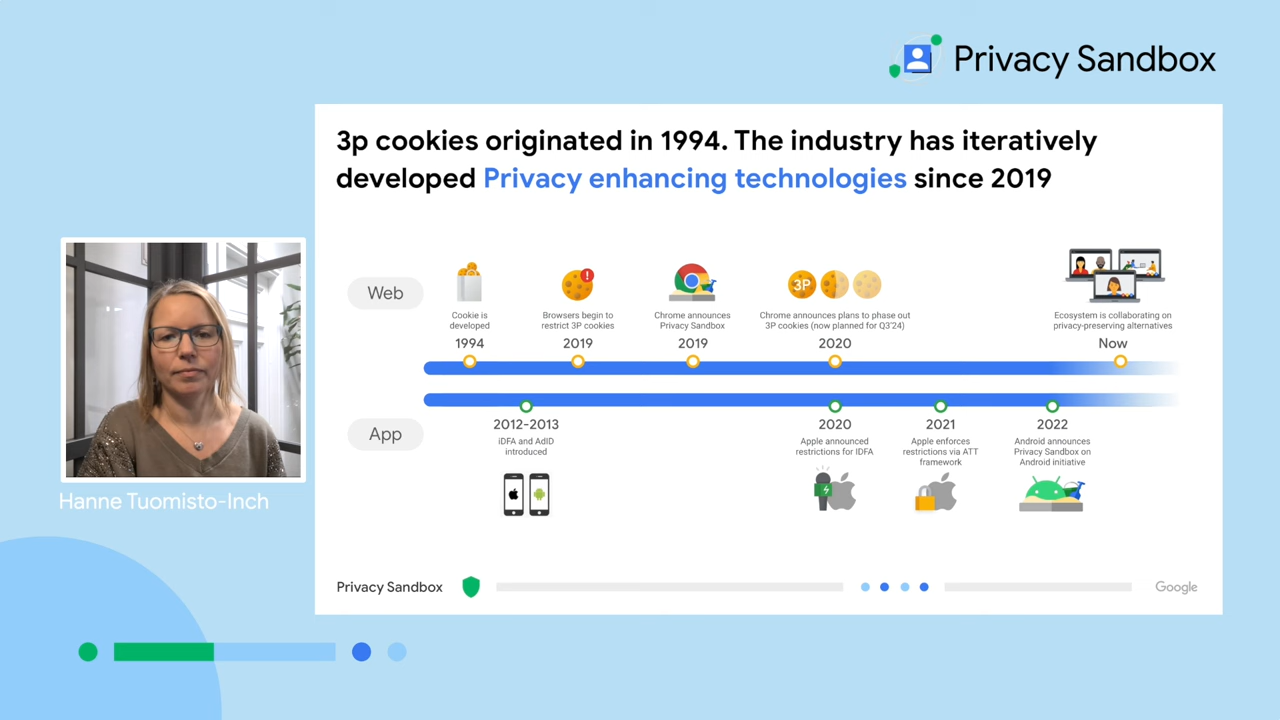 Privacy Sandbox
3p cookies originated in 1994. The industry has iteratively
developed Privacy enhancing technologies since 2019
Web
Cookie is
developed
1994
Browsers begin to
restrict 3P cookies
2019
Chrome announces
Privacy Sandbox
2019
3P
Chrome announces plans to phase out
3P cookies (now planned for Q3'24)
2020
Ecosystem is collaborating on
privacy-preserving alternatives
Now
App
2012-2013
iDFA and AdID
introduced
2020
Apple announced
restrictions for IDFA
2021
Apple enforces
restrictions via ATT
framework
2022
Android announces
Privacy Sandbox on
Android initiative
Hanne Tuomisto-Inch
Privacy Sandbox
Google